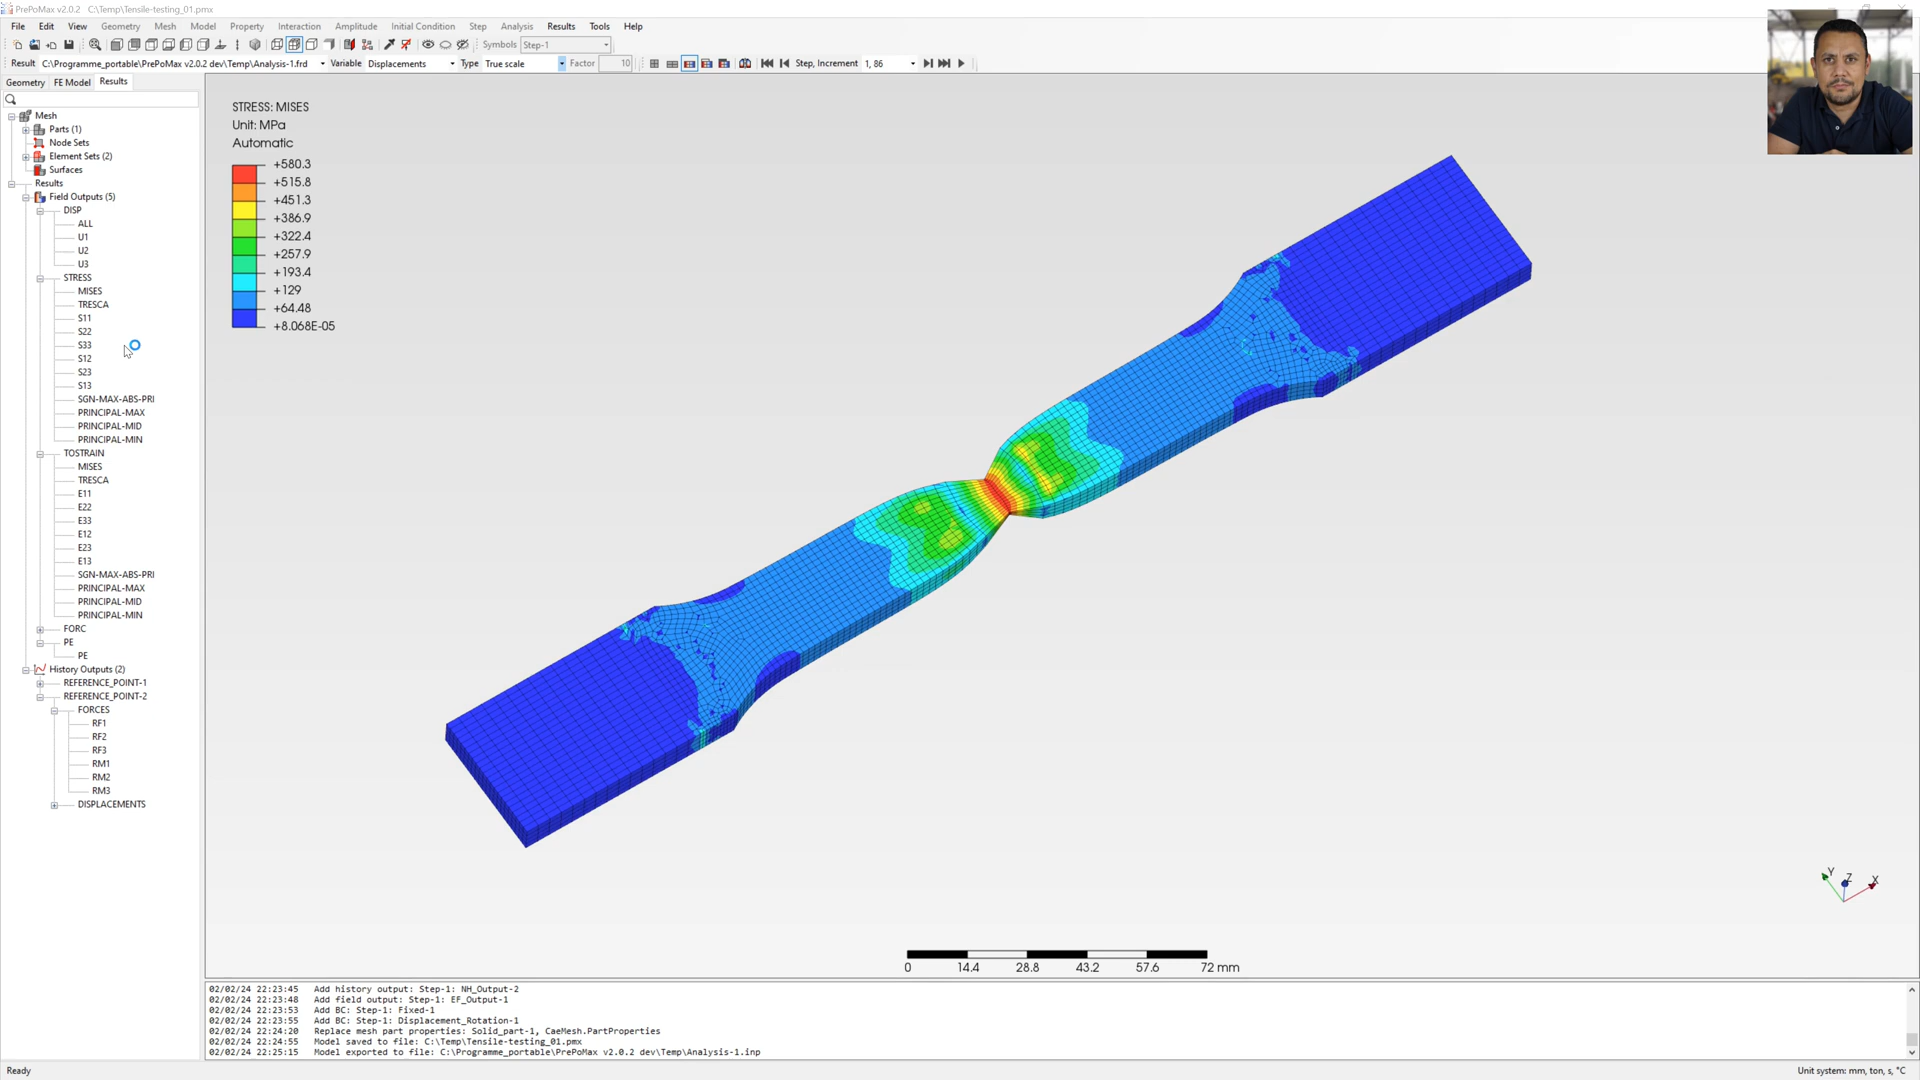 PrePoMax v2.0.2   C:\Temp\Tensile-testing_01.pmx
File Edit View Geometry Mesh Model Property Interaction Amplitude Initial Condition Step Analysis Results Tools Help
Symbols Step-1
Result C:\Programme_portable\PrePoMax v2.0.2 dev\Temp\Analysis-1.frd Variable Displacements Type True scale Factor 10 Step, Increment 1, 86
Geometry FE Model Results
Mesh
Parts (1)
Node Sets
Element Sets (2)
Surfaces
Results
Field Outputs (5)
DISP
ALL
U1
U2
U3
STRESS
MISES
TRESCA
S11
S22
S33
S12
S23
S13
SGN-MAX-ABS-PRI
PRINCIPAL-MAX
PRINCIPAL-MID
PRINCIPAL-MIN
TOSTRAIN
MISES
TRESCA
E11
E22
E33
E12
E23
E13
SGN-MAX-ABS-PRI
PRINCIPAL-MAX
PRINCIPAL-MID
PRINCIPAL-MIN
FORC
PE
PE
History Outputs (2)
REFERENCE_POINT-1
REFERENCE_POINT-2
FORCES
RF1
RF2
RF3
RM1
RM2
RM3
DISPLACEMENTS
STRESS: MISES
Unit: MPa
Automatic
+580.3
+515.8
+451.3
+386.9
+322.4
+257.9
+193.4
+129
+64.48
+8.068E-05
Y Z X
0 14.4 28.8 43.2 57.6 72 mm
02/02/24 22:23:45   Add history output: Step-1: NH_Output-2
02/02/24 22:23:48   Add field output: Step-1: EF_Output-1
02/02/24 22:23:53   Add BC: Step-1: Fixed-1
02/02/24 22:23:55   Add BC: Step-1: Displacement_Rotation-1
02/02/24 22:24:20   Replace mesh part properties: Solid_part-1, CaeMesh.PartProperties
02/02/24 22:24:55   Model saved to file: C:\Temp\Tensile-testing_01.pmx
02/02/24 22:25:15   Model exported to file: C:\Programme_portable\PrePoMax v2.0.2 dev\Temp\Analysis-1.inp
Ready
Unit system: mm, ton, s, °C